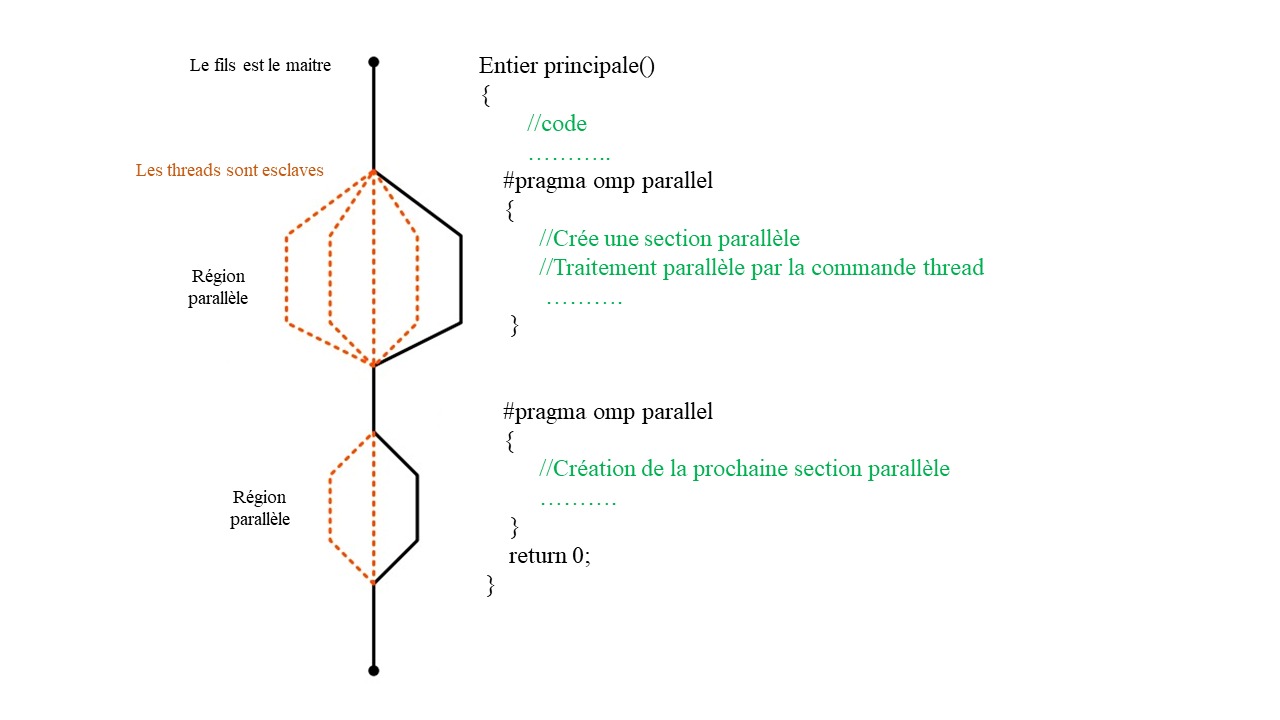 Le fils est le maitre
Les threads sont esclaves
Région
parallèle
Région
parallèle
Entier principale()
{
//code
………..
#pragma omp parallel
{
//Crée une section parallèle
//Traitement parallèle par la commande thread
……….
}
#pragma omp parallel
{
//Création de la prochaine section parallèle
……….
}
return 0;
}